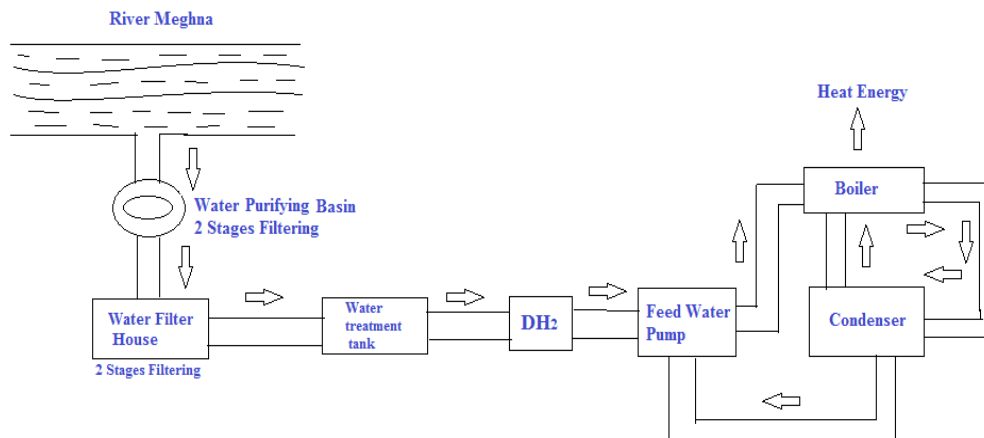 River Meghna
Heat Energy
Boiler
Water Purifying Basin
2 Stages Filtering
Water Filter
House
2 Stages Filtering
Water
treatment
tank
DH2
Feed Water
Pump
Condenser